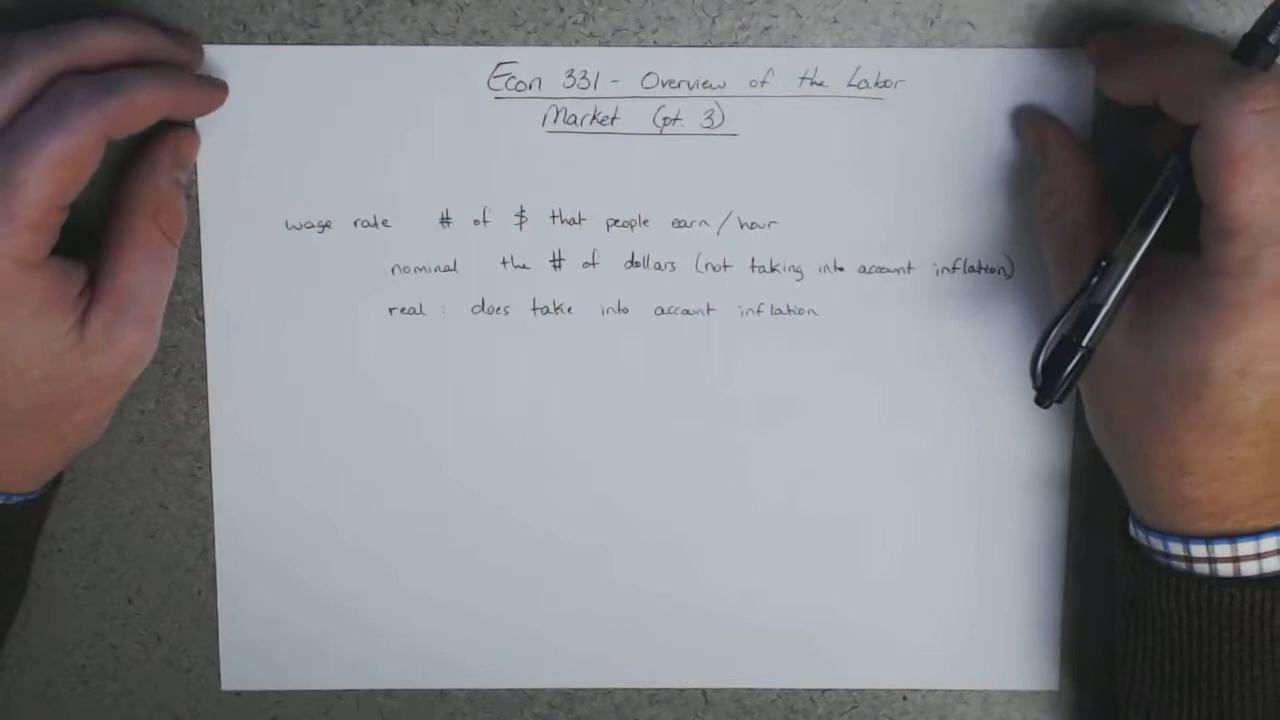 Econ 331 - Overview of the Labor
Market (pt. 3)
wage rate # of $ that people earn/hour
nominal the # of dollars (not taking into account inflation)
real : does take into account inflation